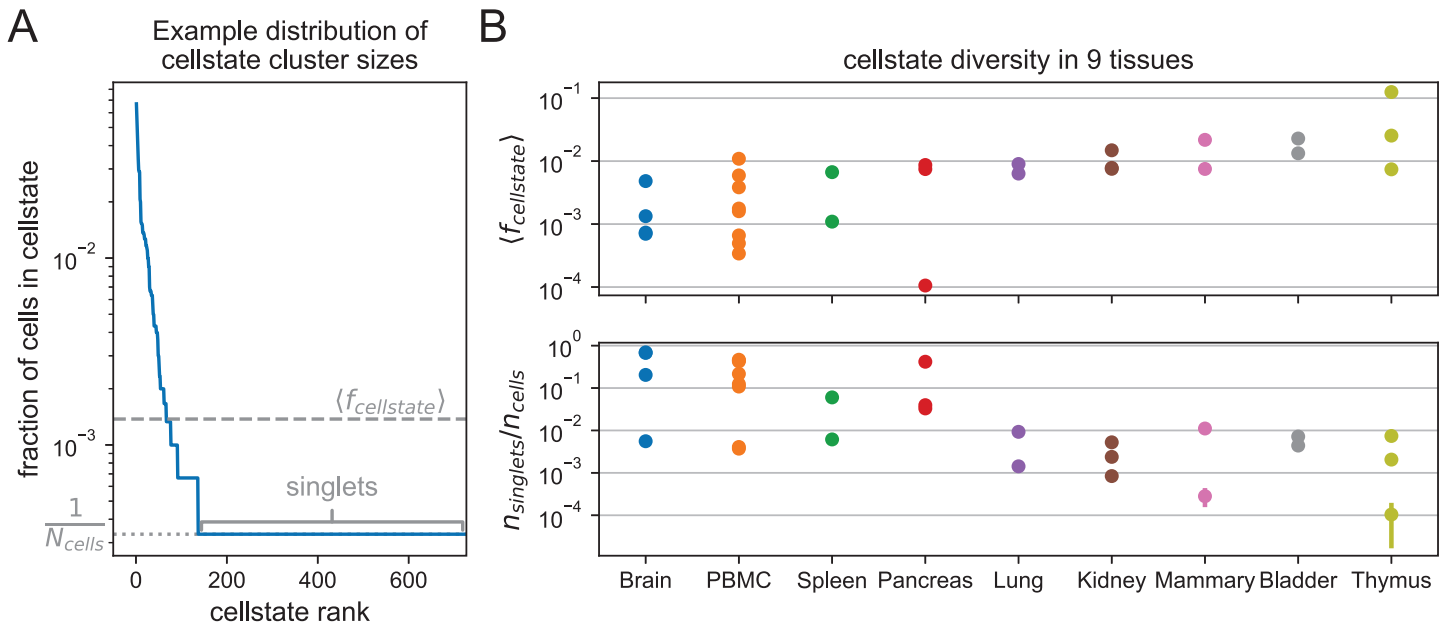 A
Example distribution of
cellstate cluster sizes
fraction of cells in cellstate
10⁻²
10⁻³
1
N_cells
⟨f_cellstate⟩
singlets
0
200
400
600
cellstate rank
B
cellstate diversity in 9 tissues
⟨f_cellstate⟩
10⁻¹
10⁻²
10⁻³
10⁻⁴
n_singlets/n_cells
10⁰
10⁻¹
10⁻²
10⁻³
10⁻⁴
Brain
PBMC
Spleen
Pancreas
Lung
Kidney
Mammary
Bladder
Thymus